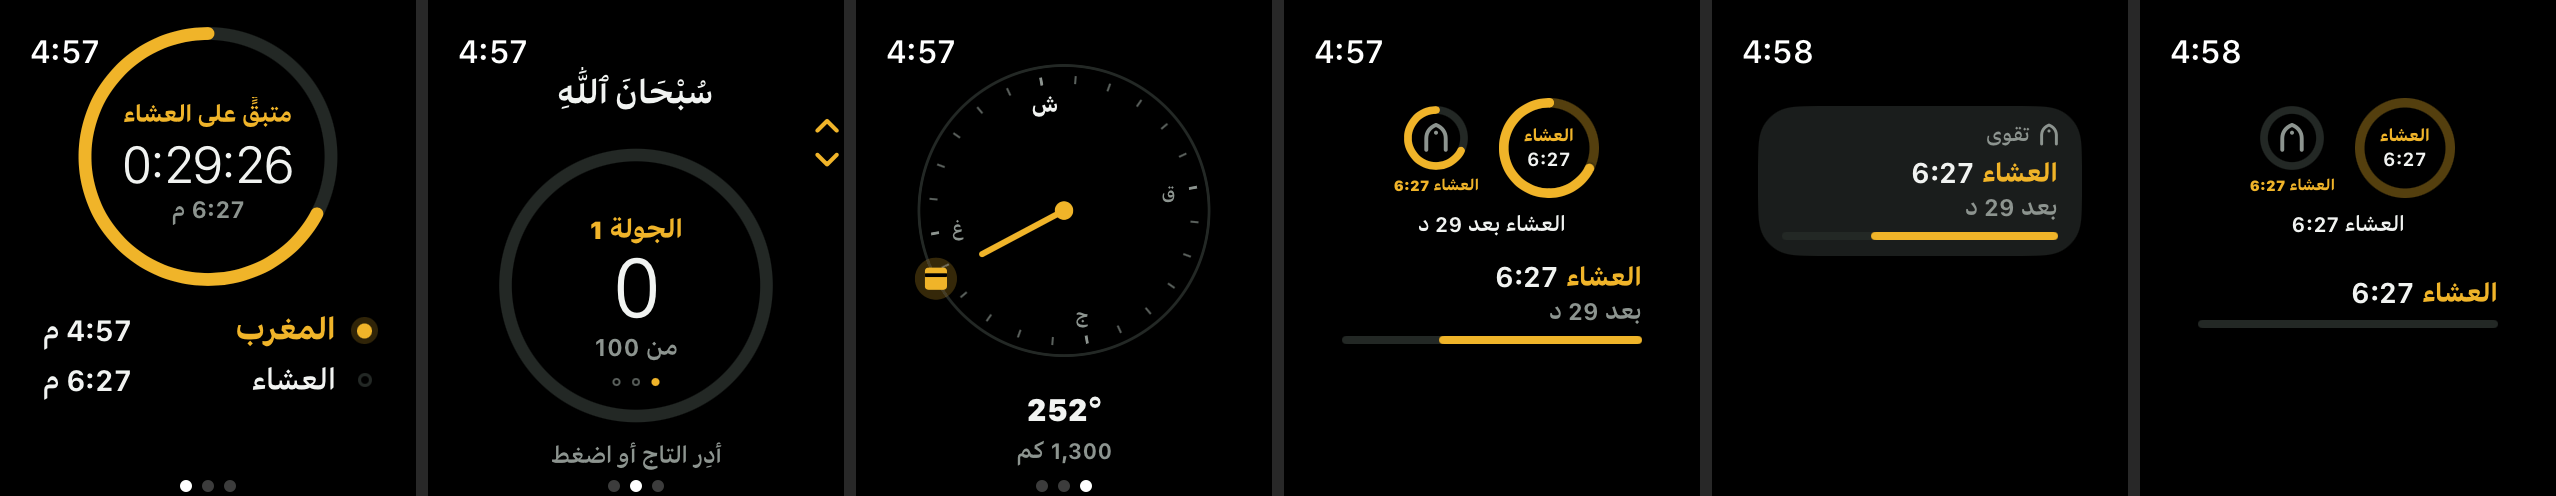 4:57
متبقٍّ على العشاء
0:29:26
6:27 م
المغرب 4:57 م
العشاء 6:27 م
4:57
سُبْحَانَ ٱللَّهِ
الجولة 1
0
من 100
أدِر التاج أو اضغط
4:57
ش
ق
غ
ج
252°
1,300 كم
4:57
العشاء
6:27
العشاء 6:27
العشاء بعد 29 د
العشاء 6:27
بعد 29 د
4:58
تقوى
العشاء 6:27
بعد 29 د
4:58
العشاء
6:27
العشاء 6:27
العشاء 6:27
العشاء 6:27